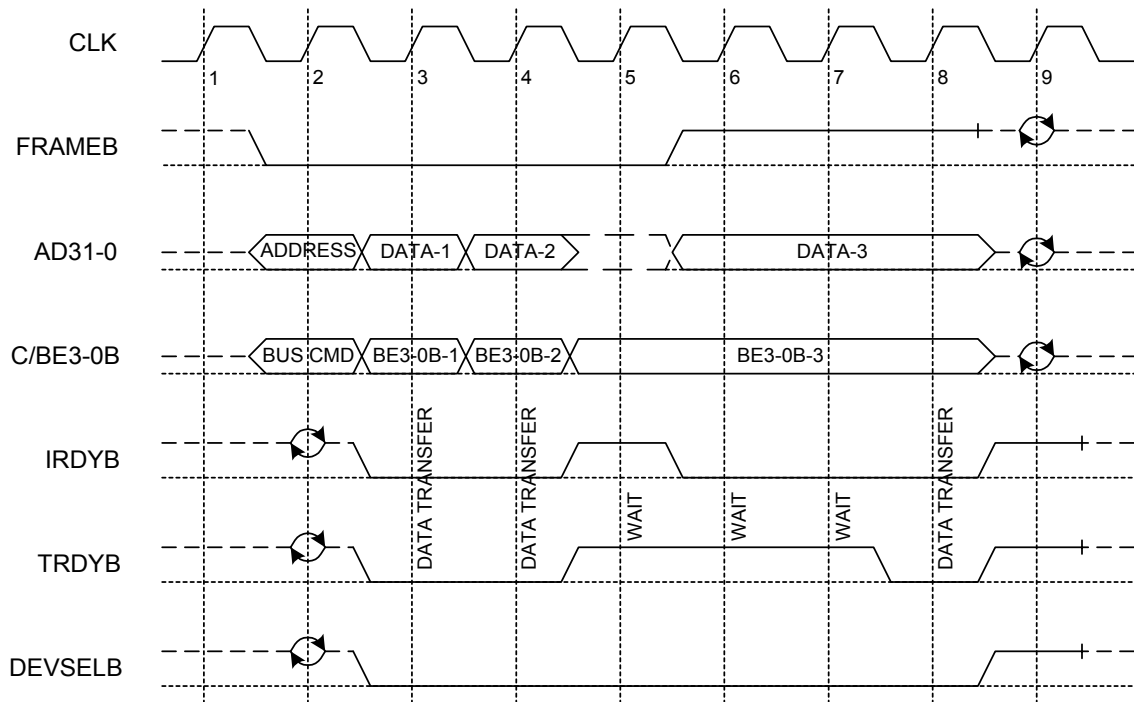 CLK
1 2 3 4 5 6 7 8 9
FRAMEB
AD31-0 ADDRESS DATA-1 DATA-2 DATA-3
C/BE3-0B BUS CMD BE3-0B-1 BE3-0B-2 BE3-0B-3
IRDYB
DATA TRANSFER
DATA TRANSFER
WAIT
WAIT
WAIT
DATA TRANSFER
TRDYB
DEVSELB